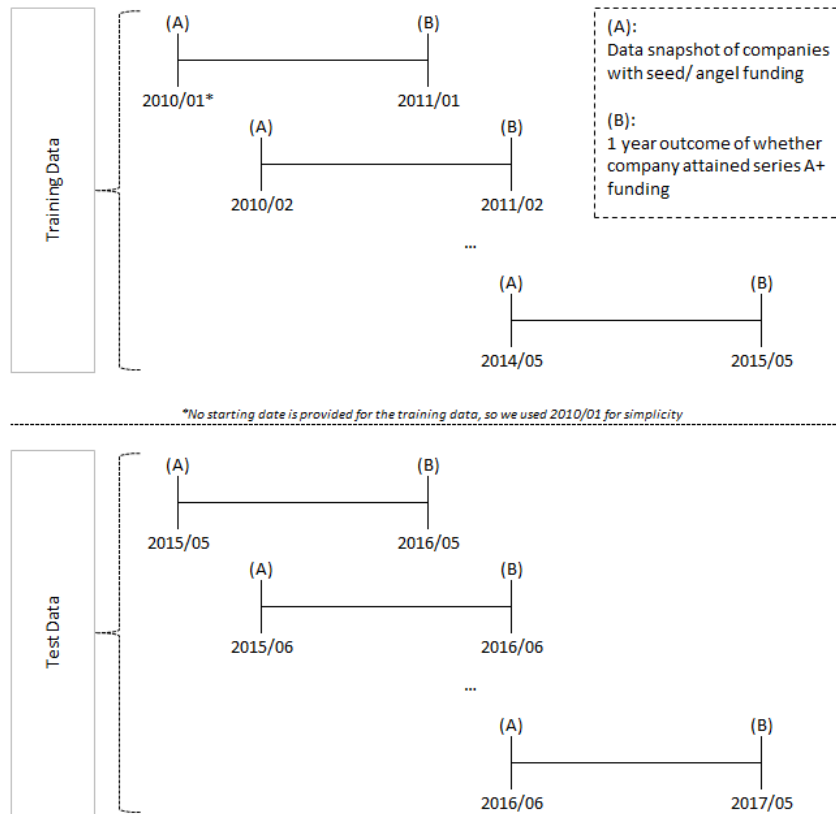 (A)
(B)
2010/01*
2011/01
(A)
(B)
2010/02
2011/02
...
(A)
(B)
2014/05
2015/05
Training Data
(A):
Data snapshot of companies
with seed/ angel funding
(B):
1 year outcome of whether
company attained series A+
funding
*No starting date is provided for the training data, so we used 2010/01 for simplicity
(A)
(B)
2015/05
2016/05
(A)
(B)
2015/06
2016/06
...
(A)
(B)
2016/06
2017/05
Test Data